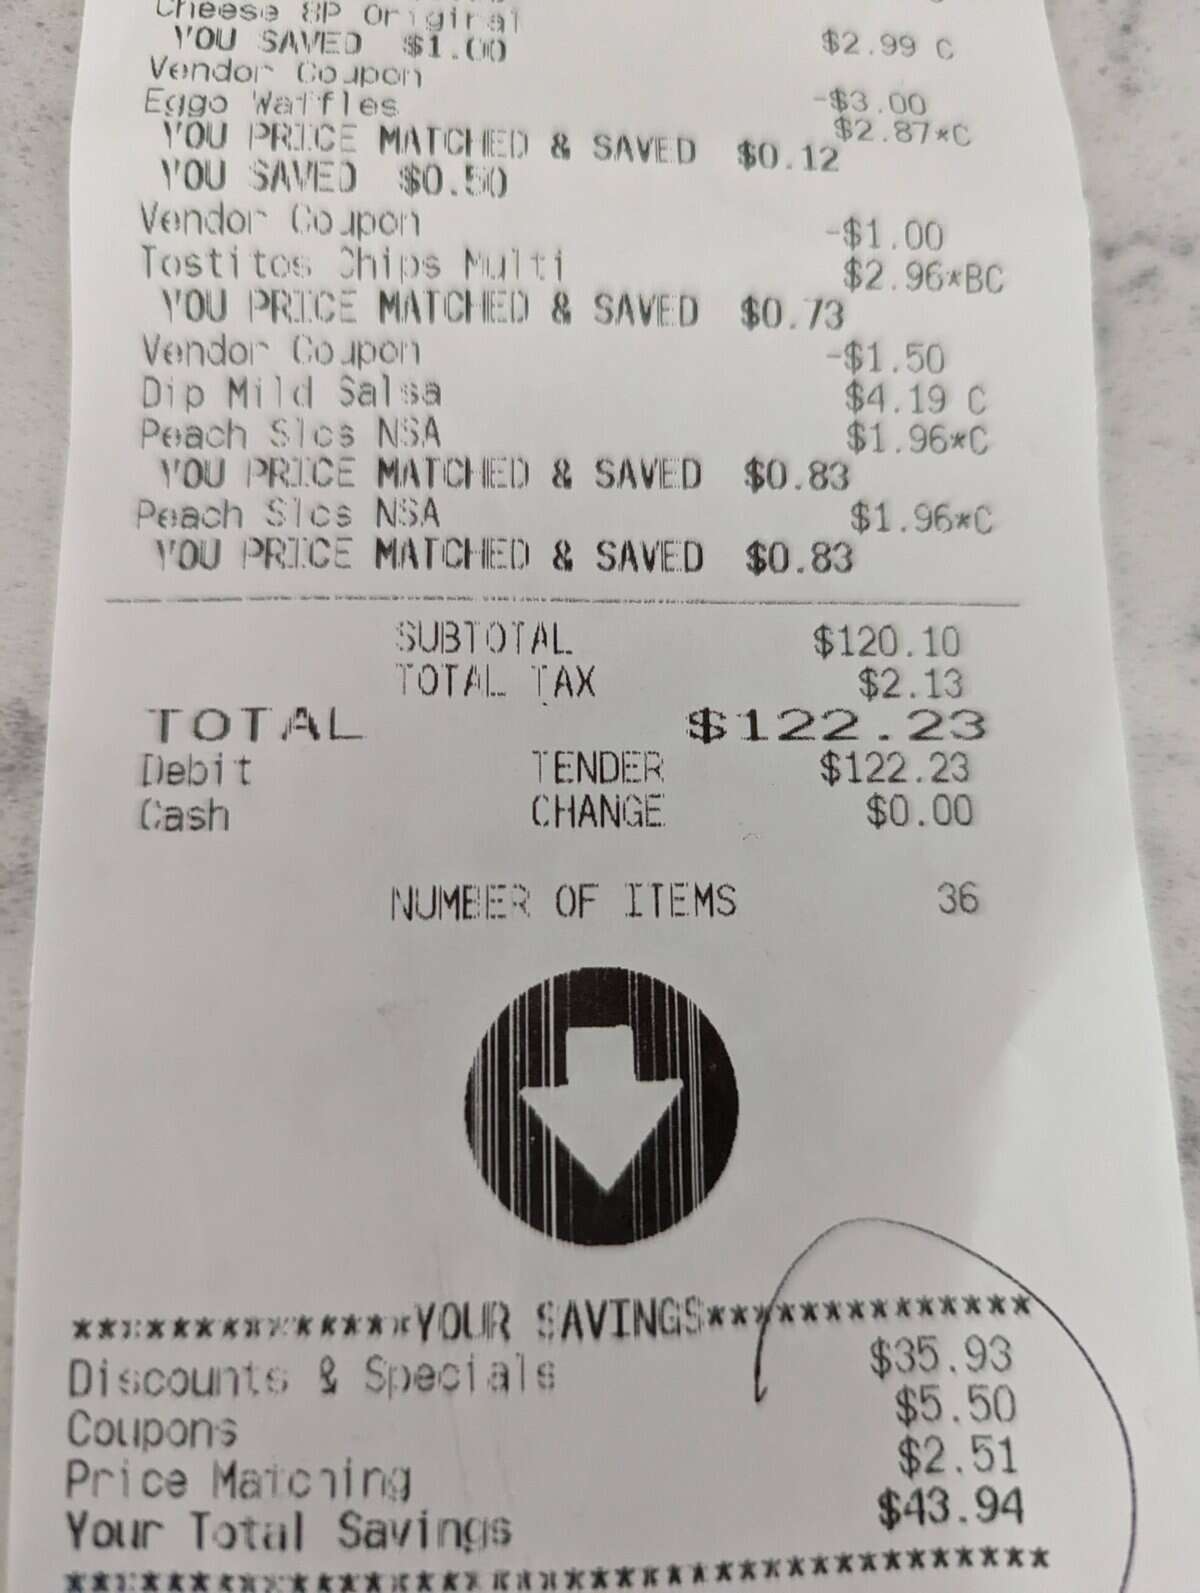 Cheese 8P Original
YOU SAVED $1.00 $2.99 C
Vendor Coupon -$3.00
Eggo Waffles $2.87*C
YOU PRICE MATCHED & SAVED $0.12
YOU SAVED $0.50
Vendor Coupon -$1.00
Tostitos Chips Multi $2.96*BC
YOU PRICE MATCHED & SAVED $0.73
Vendor Coupon -$1.50
Dip Mild Salsa $4.19 C
Peach Slcs NSA $1.96*C
YOU PRICE MATCHED & SAVED $0.83
Peach Slcs NSA $1.96*C
YOU PRICE MATCHED & SAVED $0.83
SUBTOTAL $120.10
TOTAL TAX $2.13
TOTAL $122.23
Debit TENDER $122.23
Cash CHANGE $0.00
NUMBER OF ITEMS 36
**************YOUR SAVINGS**************
Discounts & Specials $35.93
Coupons $5.50
Price Matching $2.51
Your Total Savings $43.94
****************************************